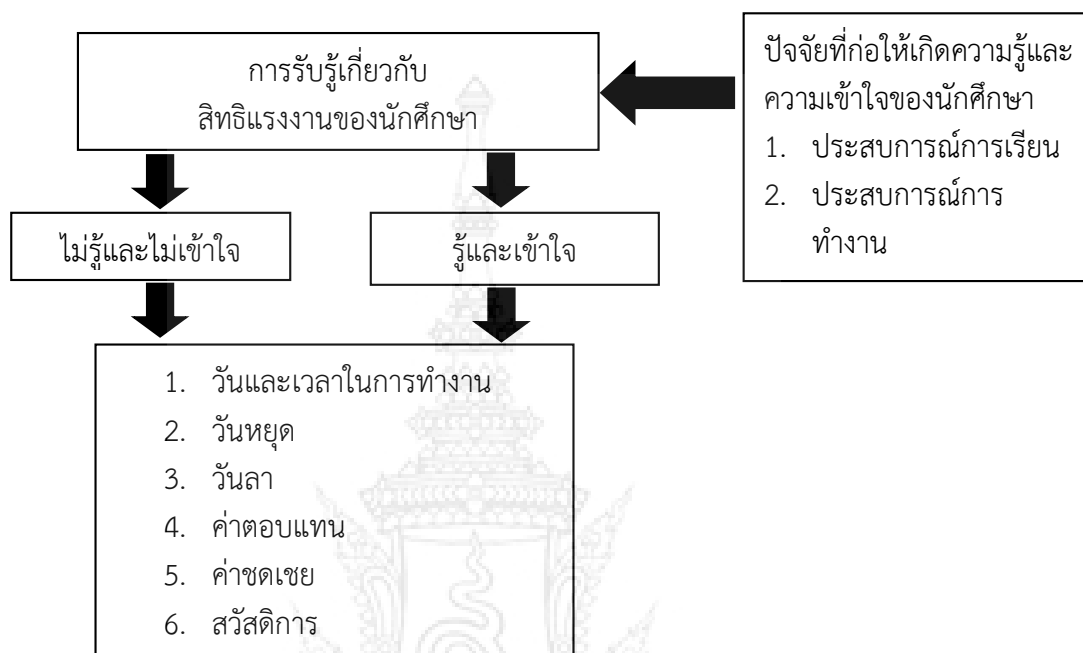 การรับรู้เกี่ยวกับ
สิทธิแรงงานของนักศึกษา
ปัจจัยที่ก่อให้เกิดความรู้และ
ความเข้าใจของนักศึกษา
1. ประสบการณ์การเรียน
2. ประสบการณ์การ
ทำงาน
ไม่รู้และไม่เข้าใจ
รู้และเข้าใจ
1. วันและเวลาในการทำงาน
2. วันหยุด
3. วันลา
4. ค่าตอบแทน
5. ค่าชดเชย
6. สวัสดิการ